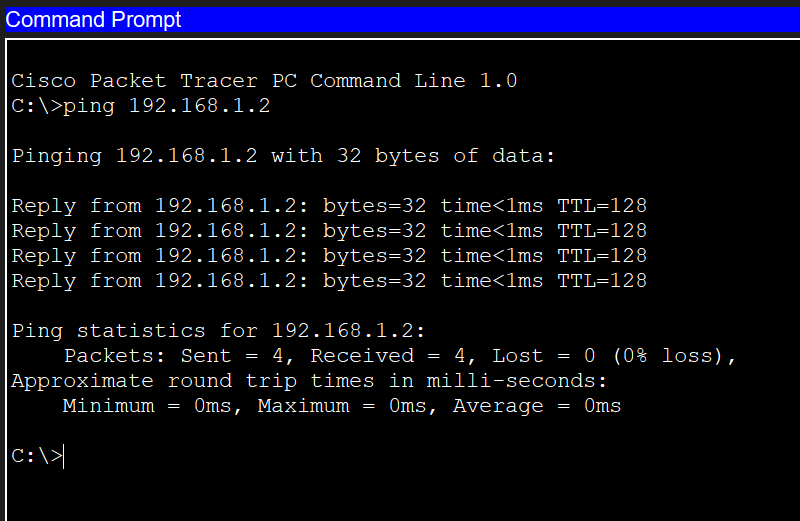 Command Prompt
Cisco Packet Tracer PC Command Line 1.0
C:\>ping 192.168.1.2
Pinging 192.168.1.2 with 32 bytes of data:
Reply from 192.168.1.2: bytes=32 time<1ms TTL=128
Reply from 192.168.1.2: bytes=32 time<1ms TTL=128
Reply from 192.168.1.2: bytes=32 time<1ms TTL=128
Reply from 192.168.1.2: bytes=32 time<1ms TTL=128
Ping statistics for 192.168.1.2:
    Packets: Sent = 4, Received = 4, Lost = 0 (0% loss),
Approximate round trip times in milli-seconds:
    Minimum = 0ms, Maximum = 0ms, Average = 0ms
C:\>